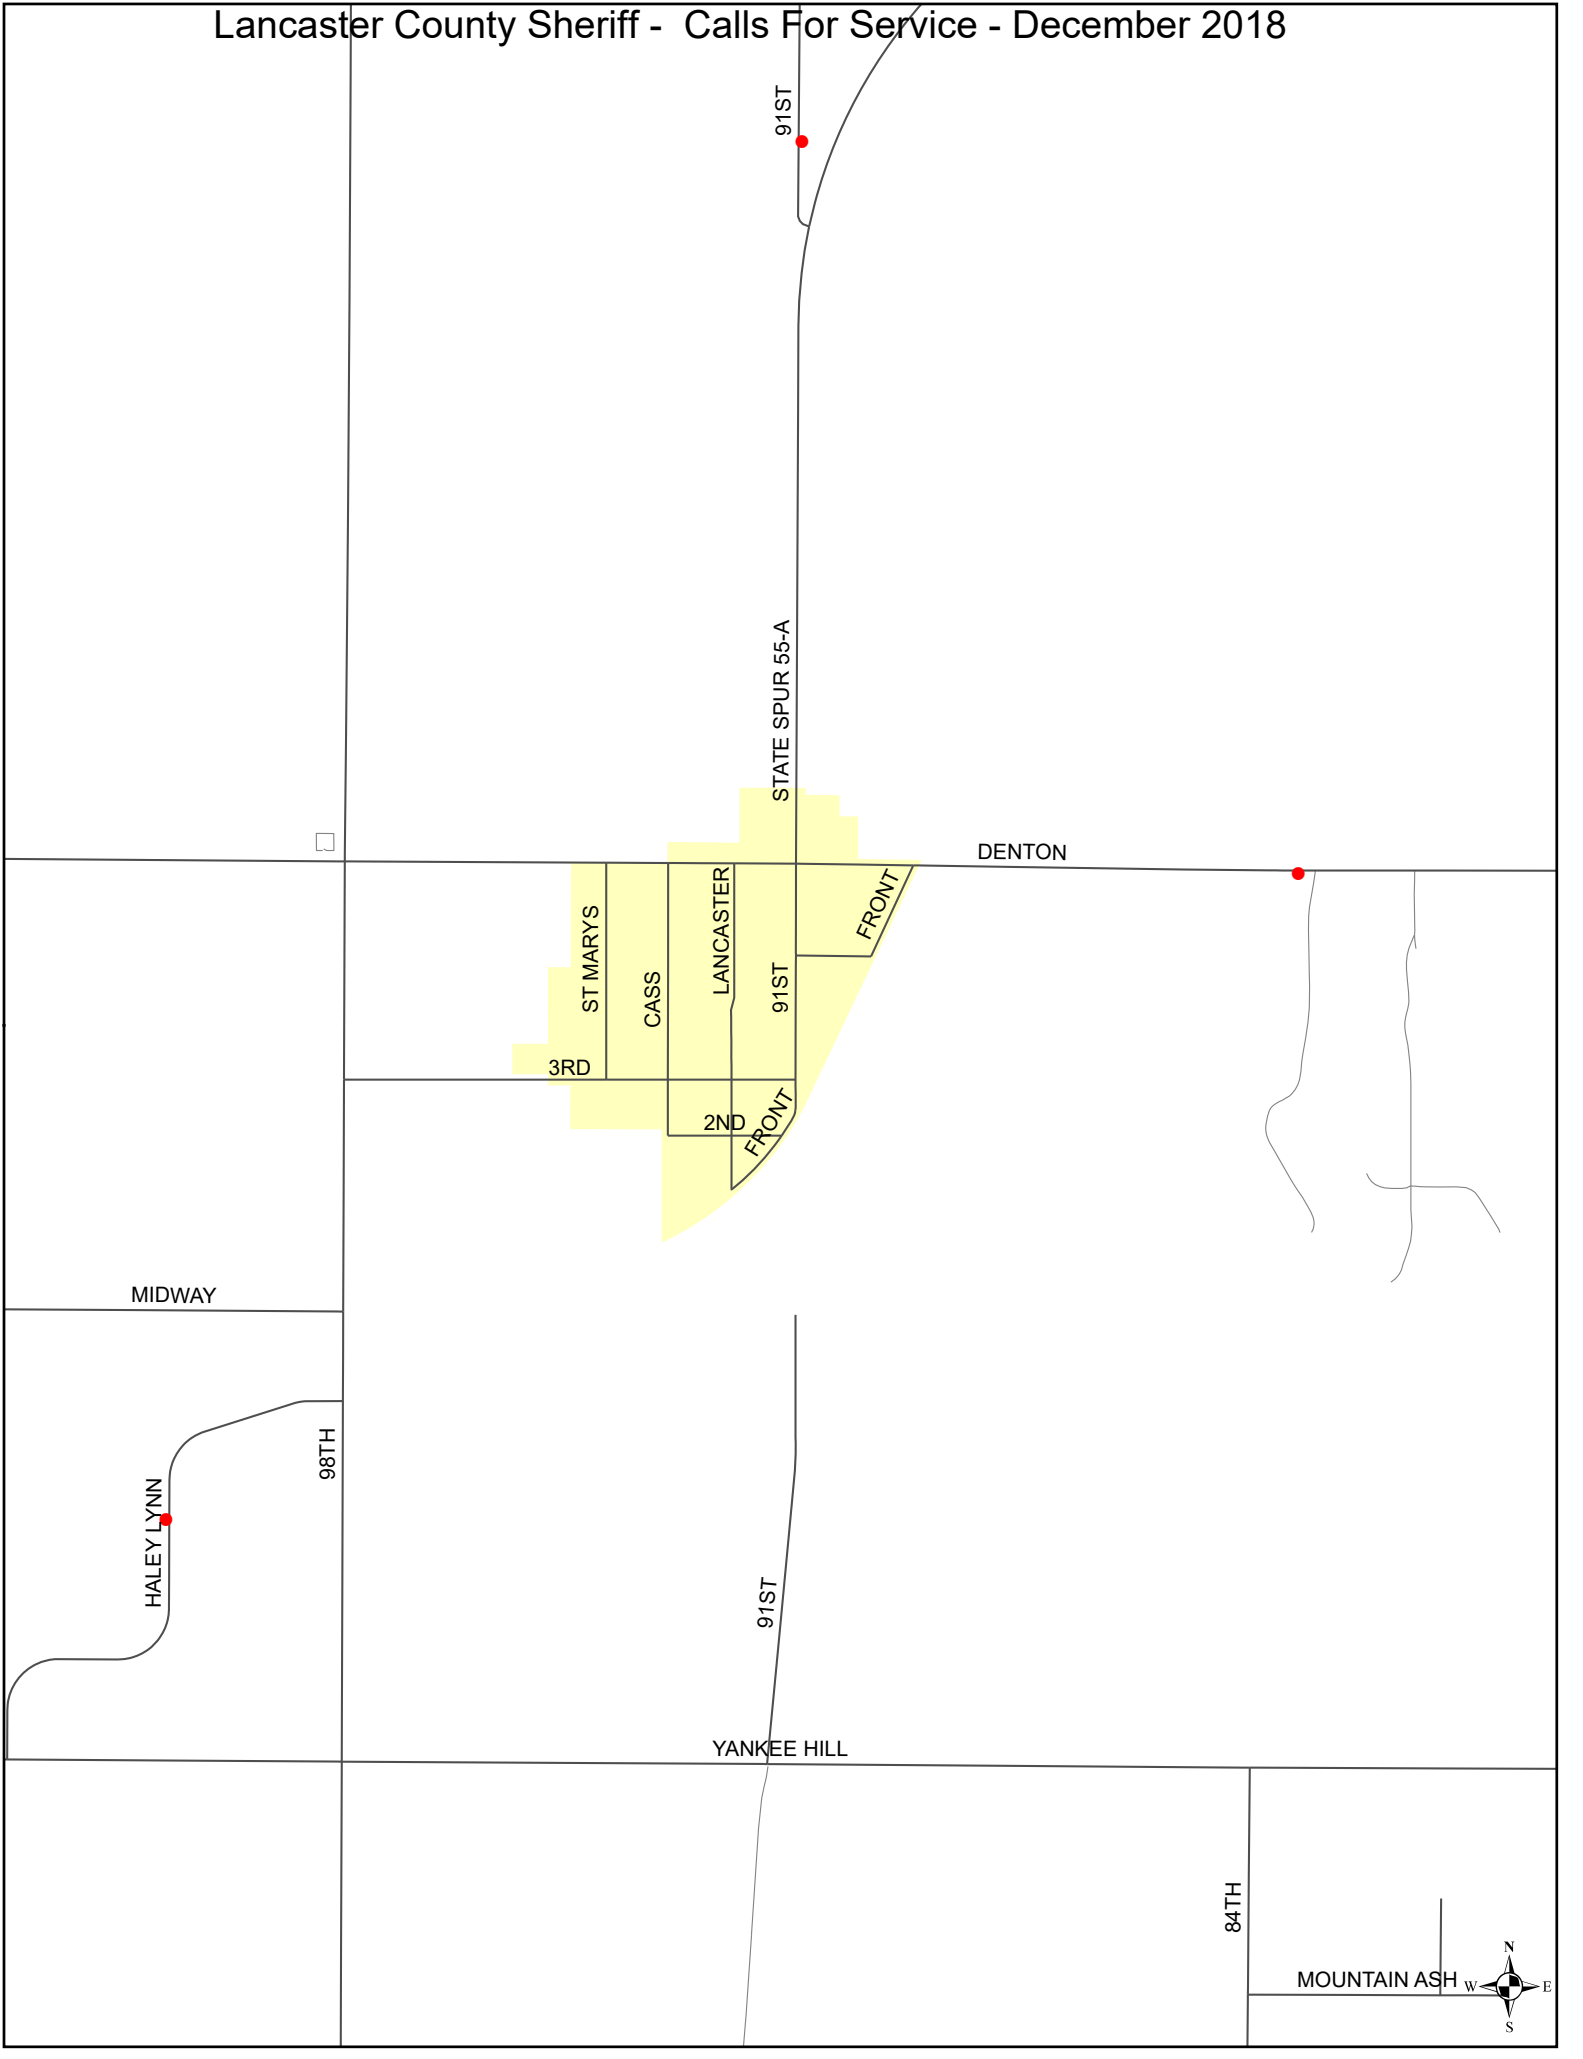 Lancaster County Sheriff -  Calls For Service - December 2018
91ST
STATE SPUR 55-A
DENTON
FRONT
LANCASTER
ST MARYS
CASS
91ST
3RD
2ND
FRONT
MIDWAY
98TH
HALEY LYNN
91ST
YANKEE HILL
84TH
MOUNTAIN ASH
N
W
E
S